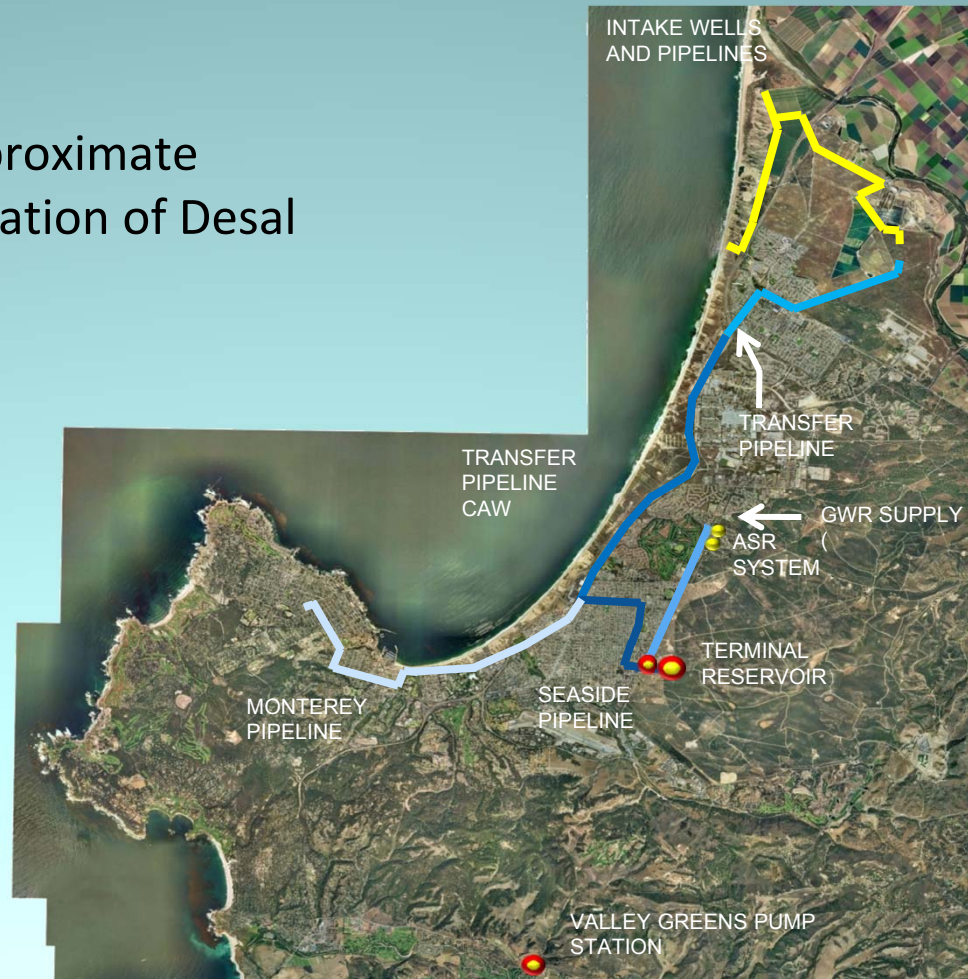 INTAKE WELLS
AND PIPELINES
proximate
ation of Desal
TRANSFER
PIPELINE
TRANSFER
PIPELINE
CAW
GWR SUPPLY
(
ASR
SYSTEM
TERMINAL
RESERVOIR
SEASIDE
PIPELINE
MONTEREY
PIPELINE
VALLEY GREENS PUMP
STATION